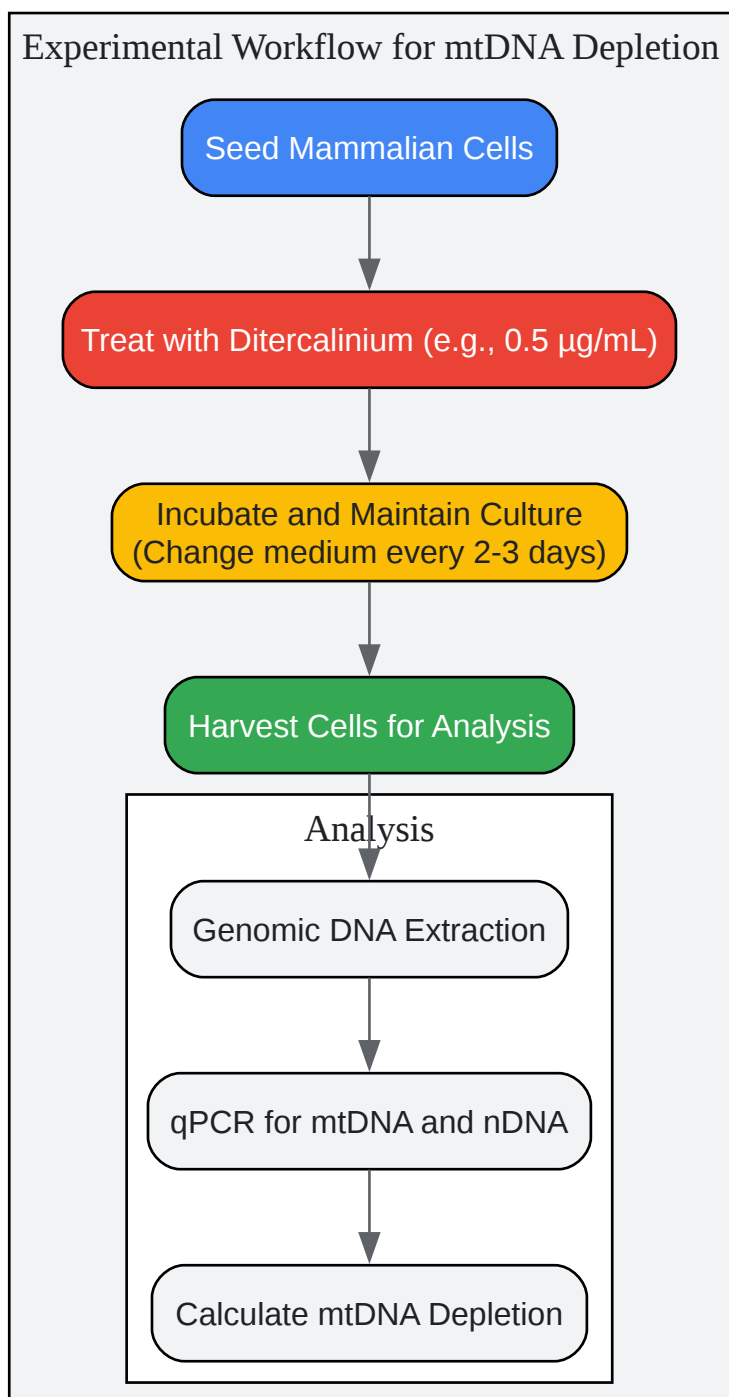 Experimental Workflow for mtDNA Depletion
Seed Mammalian Cells
Treat with Ditercalinium (e.g., 0.5 µg/mL)
Incubate and Maintain Culture
(Change medium every 2-3 days)
Harvest Cells for Analysis
Analysis
Genomic DNA Extraction
qPCR for mtDNA and nDNA
Calculate mtDNA Depletion